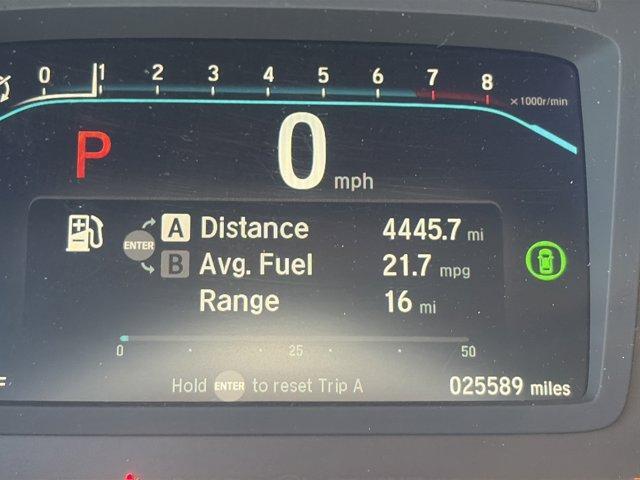 0 1 2 3 4 5 6 7 8 x1000r/min
P 0 mph
A Distance 4445.7 mi
ENTER
B Avg. Fuel 21.7 mpg
Range 16 mi
0 25 50
Hold ENTER to reset Trip A 025589 miles